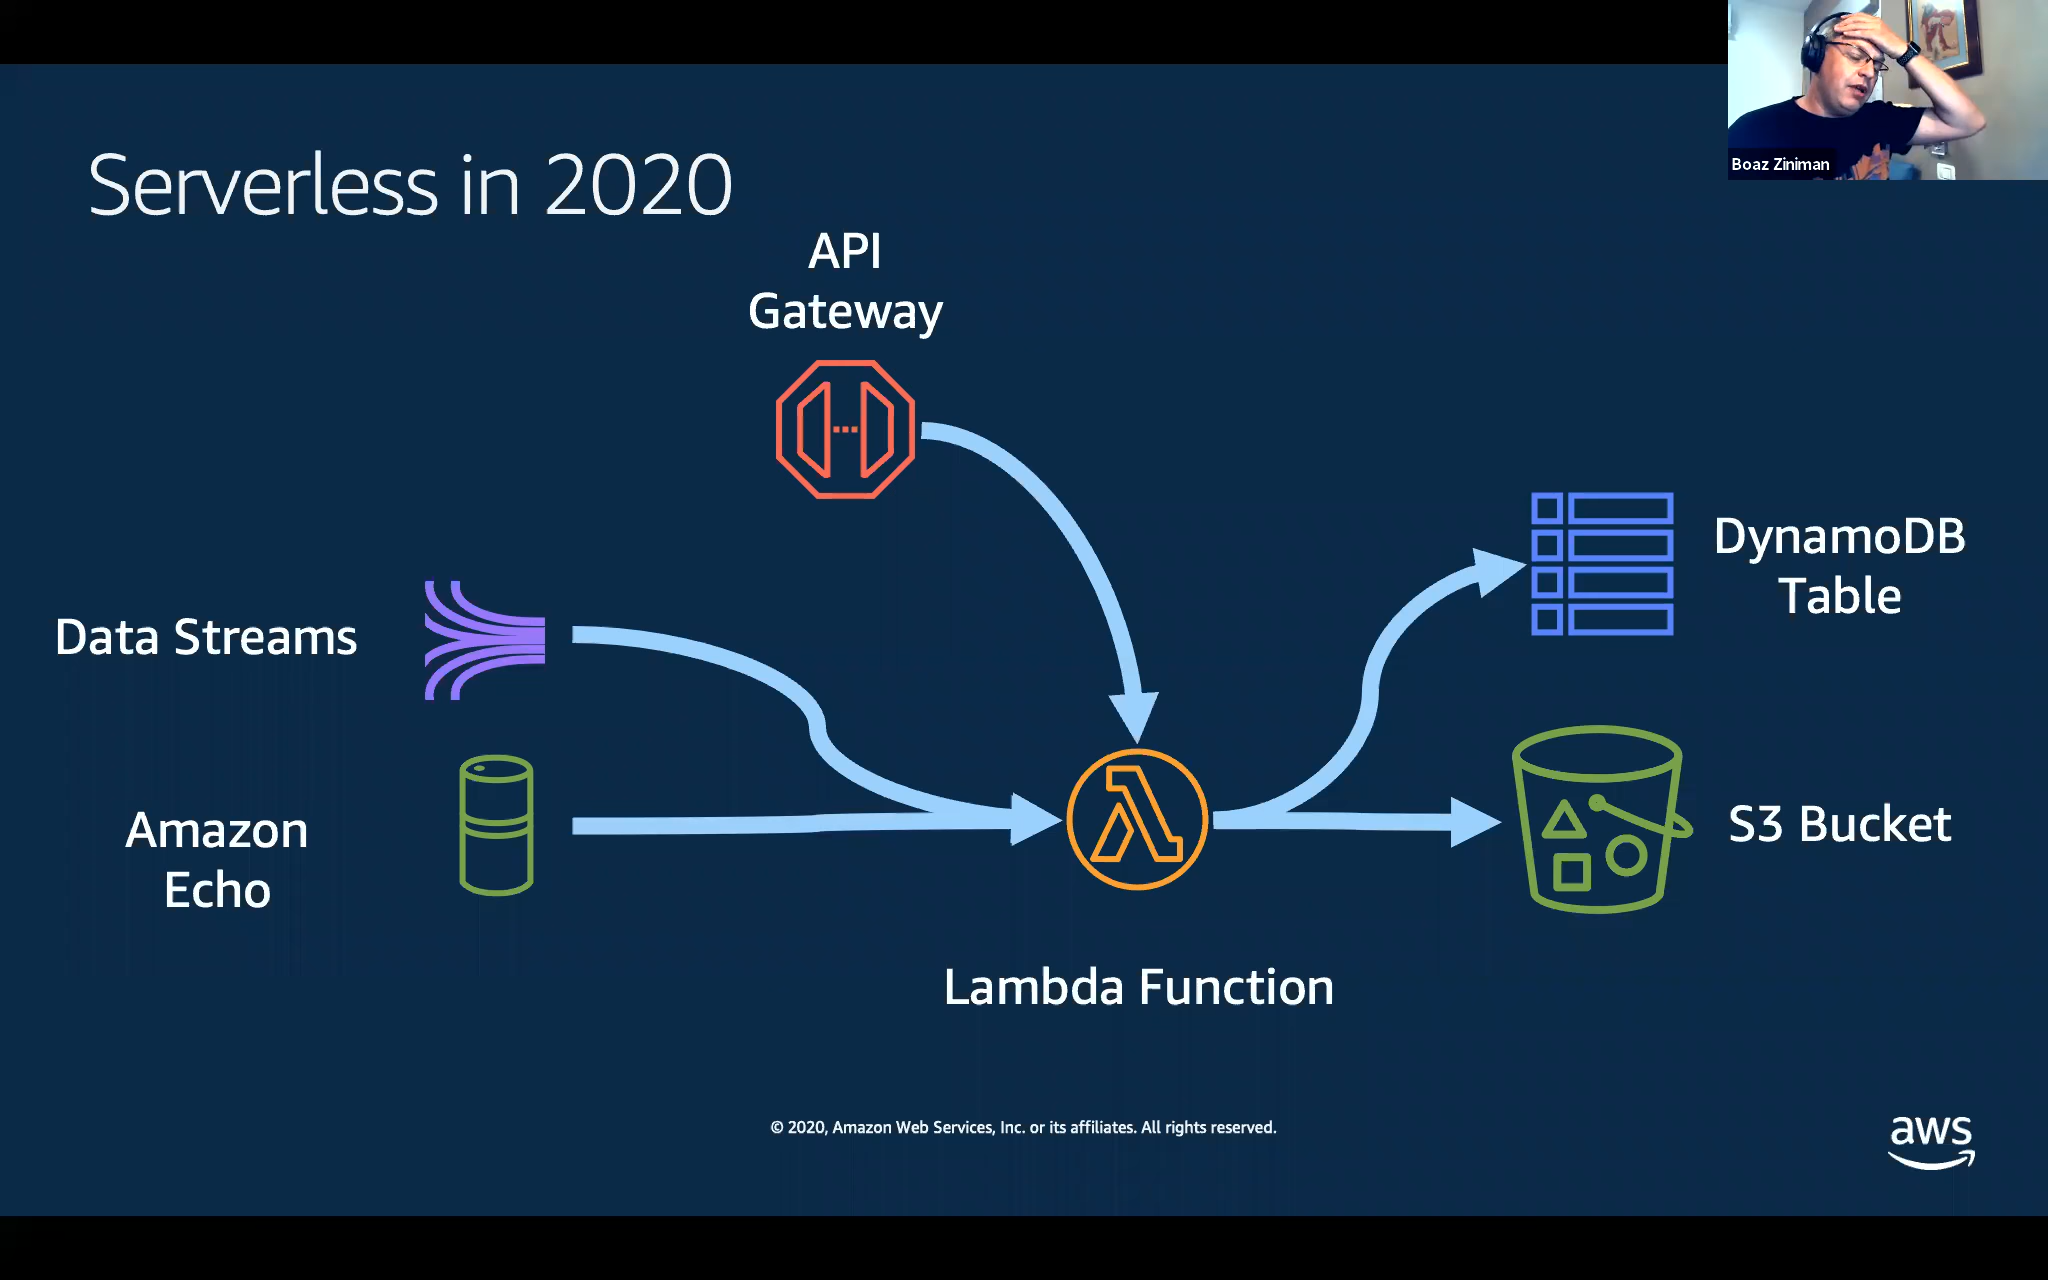 Boaz Ziniman
Serverless in 2020
API
Gateway
Data Streams
Amazon
Echo
Lambda Function
DynamoDB
Table
S3 Bucket
© 2020, Amazon Web Services, Inc. or its affiliates. All rights reserved.
aws